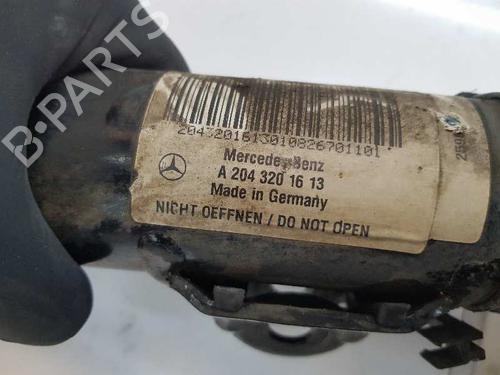 B-PARTS
2043201613010826701101
Mercedes-Benz
A 204 320 16 13
Made in Germany
NICHT OEFFNEN / DO NOT OPEN